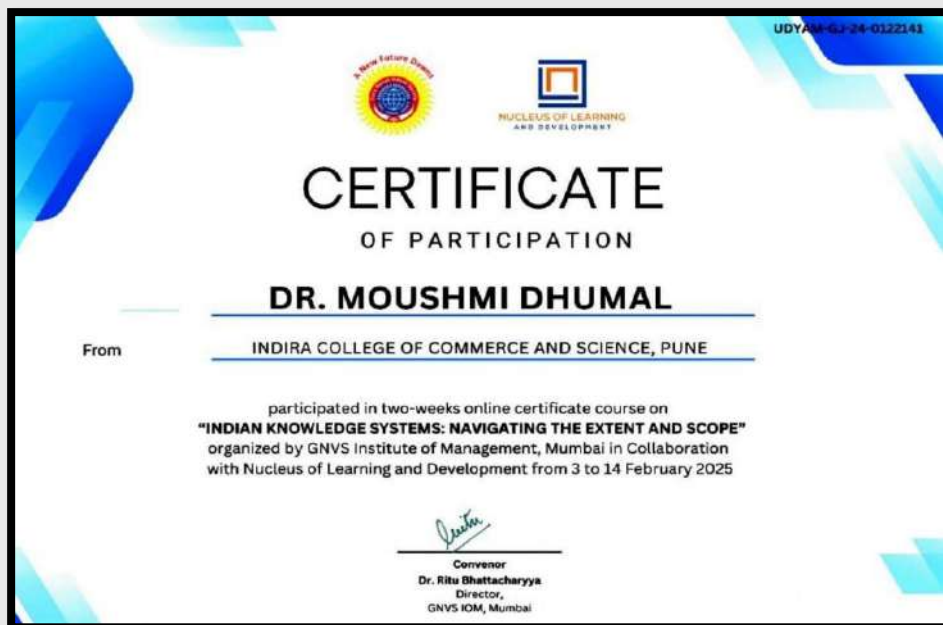 UDYAM-GJ-24-0122141
A New Future Dawns
NUCLEUS OF LEARNING
AND DEVELOPMENT
CERTIFICATE
OF PARTICIPATION
DR. MOUSHMI DHUMAL
From INDIRA COLLEGE OF COMMERCE AND SCIENCE, PUNE
participated in two-weeks online certificate course on
“INDIAN KNOWLEDGE SYSTEMS: NAVIGATING THE EXTENT AND SCOPE”
organized by GNVS Institute of Management, Mumbai in Collaboration
with Nucleus of Learning and Development from 3 to 14 February 2025
Convenor
Dr. Ritu Bhattacharyya
Director,
GNVS IOM, Mumbai